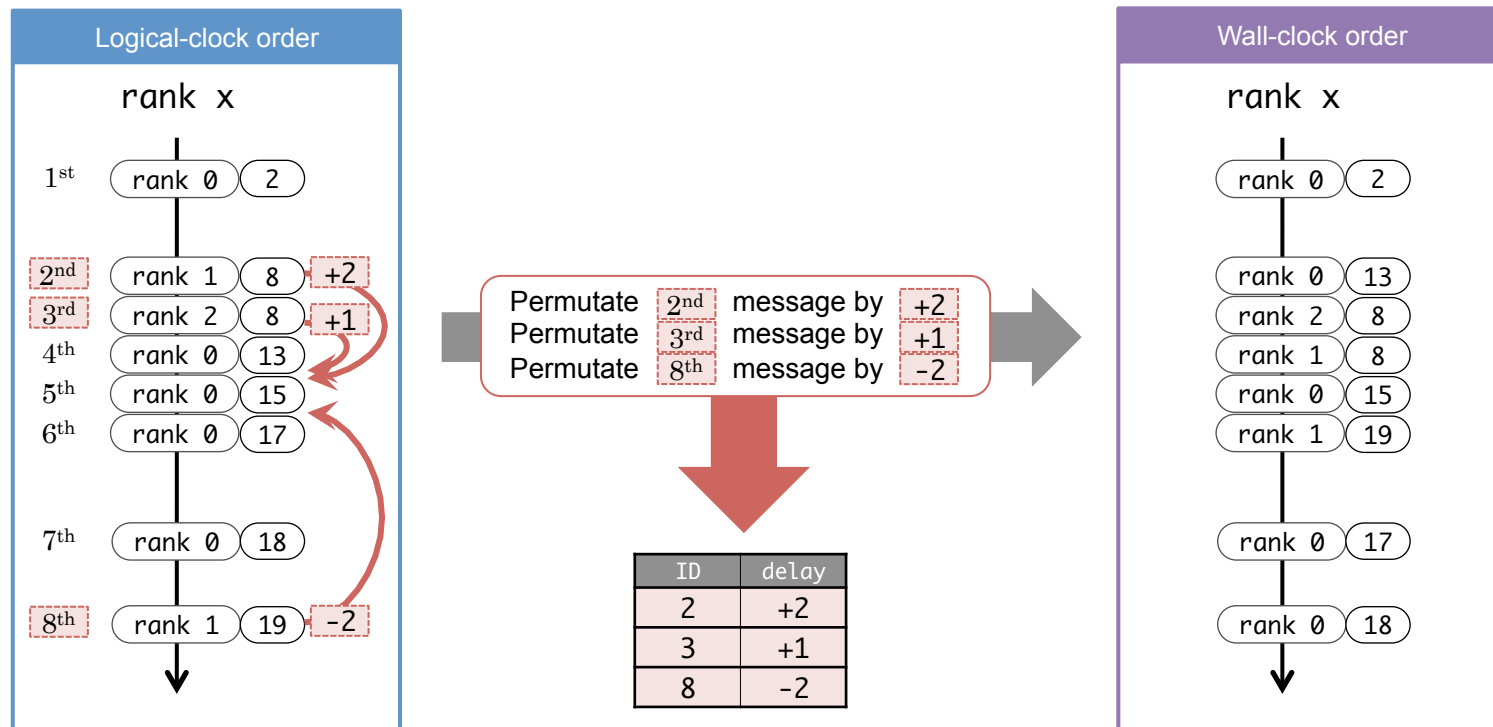 Logical-clock order
rank x
1st rank 0 2
2nd rank 1 8 +2
3rd rank 2 8 +1
4th rank 0 13
5th rank 0 15
6th rank 0 17
7th rank 0 18
8th rank 1 19 -2
Permutate 2nd message by +2
Permutate 3rd message by +1
Permutate 8th message by -2
ID delay
2 +2
3 +1
8 -2
Wall-clock order
rank x
rank 0 2
rank 0 13
rank 2 8
rank 1 8
rank 0 15
rank 1 19
rank 0 17
rank 0 18